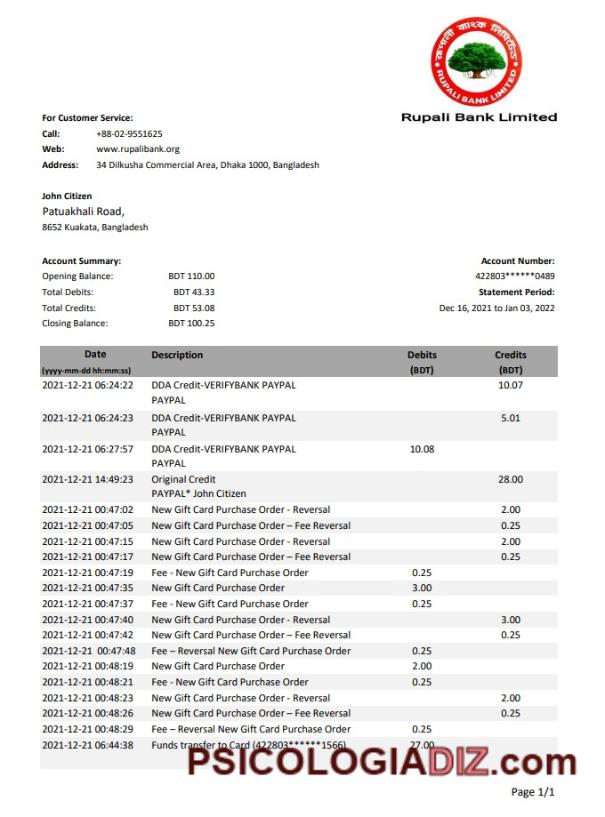 রূপালী ব্যাংক লিমিটেড
RUPALI BANK LIMITED
Rupali Bank Limited
For Customer Service:
Call: +88-02-9551625
Web: www.rupalibank.org
Address: 34 Dilkusha Commercial Area, Dhaka 1000, Bangladesh
John Citizen
Patuakhali Road,
8652 Kuakata, Bangladesh
Account Summary: Account Number:
Opening Balance: BDT 110.00 422803******0489
Total Debits: BDT 43.33 Statement Period:
Total Credits: BDT 53.08 Dec 16, 2021 to Jan 03, 2022
Closing Balance: BDT 100.25
Date Description Debits Credits
(yyyy-mm-dd hh:mm:ss) (BDT) (BDT)
2021-12-21 06:24:22 DDA Credit-VERIFYBANK PAYPAL 10.07
PAYPAL
2021-12-21 06:24:23 DDA Credit-VERIFYBANK PAYPAL 5.01
PAYPAL
2021-12-21 06:27:57 DDA Credit-VERIFYBANK PAYPAL 10.08
PAYPAL
2021-12-21 14:49:23 Original Credit 28.00
PAYPAL* John Citizen
2021-12-21 00:47:02 New Gift Card Purchase Order - Reversal 2.00
2021-12-21 00:47:05 New Gift Card Purchase Order – Fee Reversal 0.25
2021-12-21 00:47:15 New Gift Card Purchase Order - Reversal 2.00
2021-12-21 00:47:17 New Gift Card Purchase Order – Fee Reversal 0.25
2021-12-21 00:47:19 Fee - New Gift Card Purchase Order 0.25
2021-12-21 00:47:35 New Gift Card Purchase Order 3.00
2021-12-21 00:47:37 Fee - New Gift Card Purchase Order 0.25
2021-12-21 00:47:40 New Gift Card Purchase Order - Reversal 3.00
2021-12-21 00:47:42 New Gift Card Purchase Order – Fee Reversal 0.25
2021-12-21 00:47:48 Fee – Reversal New Gift Card Purchase Order 0.25
2021-12-21 00:48:19 New Gift Card Purchase Order 2.00
2021-12-21 00:48:21 Fee - New Gift Card Purchase Order 0.25
2021-12-21 00:48:23 New Gift Card Purchase Order - Reversal 2.00
2021-12-21 00:48:26 New Gift Card Purchase Order – Fee Reversal 0.25
2021-12-21 00:48:29 Fee – Reversal New Gift Card Purchase Order 0.25
2021-12-21 06:44:38 Funds transfer to Card (422803******1566) 27.00
PSICOLOGIADIZ.com
Page 1/1